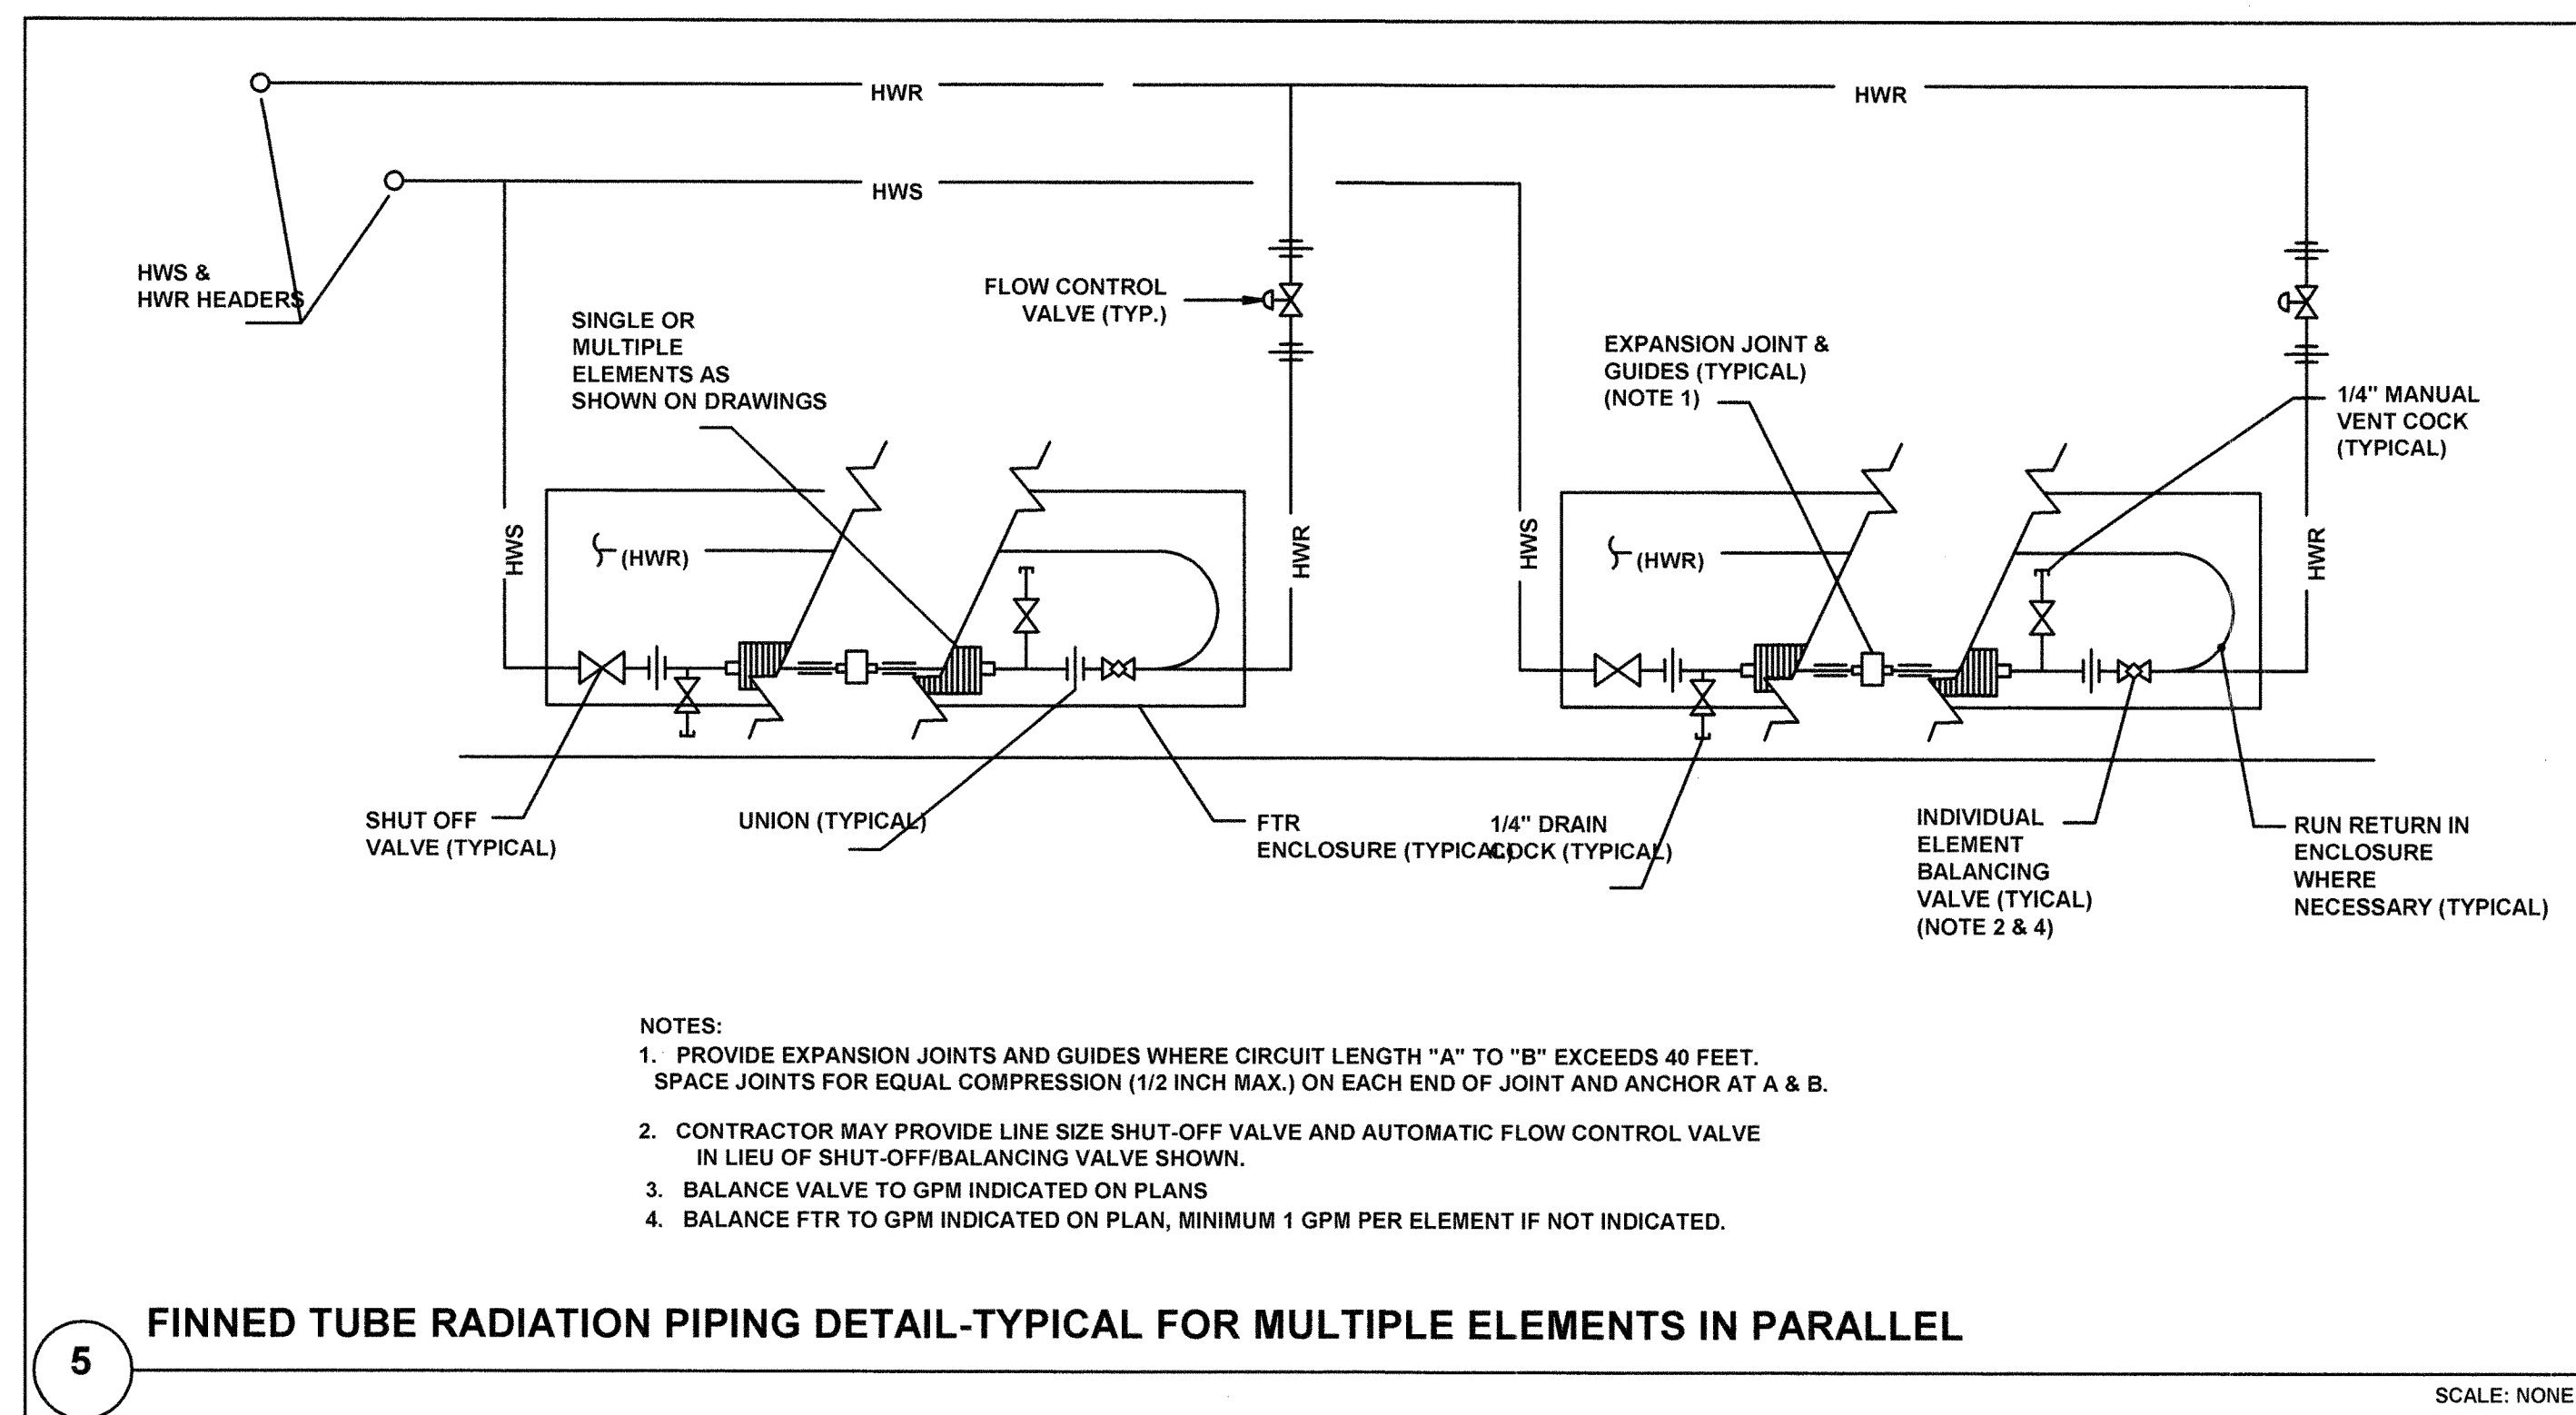 HWR
HWR
HWS
HWS &
HWR HEADERS
FLOW CONTROL
VALVE (TYP.)
SINGLE OR
MULTIPLE
ELEMENTS AS
SHOWN ON DRAWINGS
EXPANSION JOINT &
GUIDES (TYPICAL)
(NOTE 1)
1/4" MANUAL
VENT COCK
(TYPICAL)
HWS
(HWR)
HWR
HWS
(HWR)
HWR
SHUT OFF
VALVE (TYPICAL)
UNION (TYPICAL)
FTR
ENCLOSURE (TYPICAL)
1/4" DRAIN
COCK (TYPICAL)
INDIVIDUAL
ELEMENT
BALANCING
VALVE (TYICAL)
(NOTE 2 & 4)
RUN RETURN IN
ENCLOSURE
WHERE
NECESSARY (TYPICAL)
NOTES:
1. PROVIDE EXPANSION JOINTS AND GUIDES WHERE CIRCUIT LENGTH "A" TO "B" EXCEEDS 40 FEET.
SPACE JOINTS FOR EQUAL COMPRESSION (1/2 INCH MAX.) ON EACH END OF JOINT AND ANCHOR AT A & B.
2. CONTRACTOR MAY PROVIDE LINE SIZE SHUT-OFF VALVE AND AUTOMATIC FLOW CONTROL VALVE
IN LIEU OF SHUT-OFF/BALANCING VALVE SHOWN.
3. BALANCE VALVE TO GPM INDICATED ON PLANS
4. BALANCE FTR TO GPM INDICATED ON PLAN, MINIMUM 1 GPM PER ELEMENT IF NOT INDICATED.
FINNED TUBE RADIATION PIPING DETAIL-TYPICAL FOR MULTIPLE ELEMENTS IN PARALLEL
5
SCALE: NONE